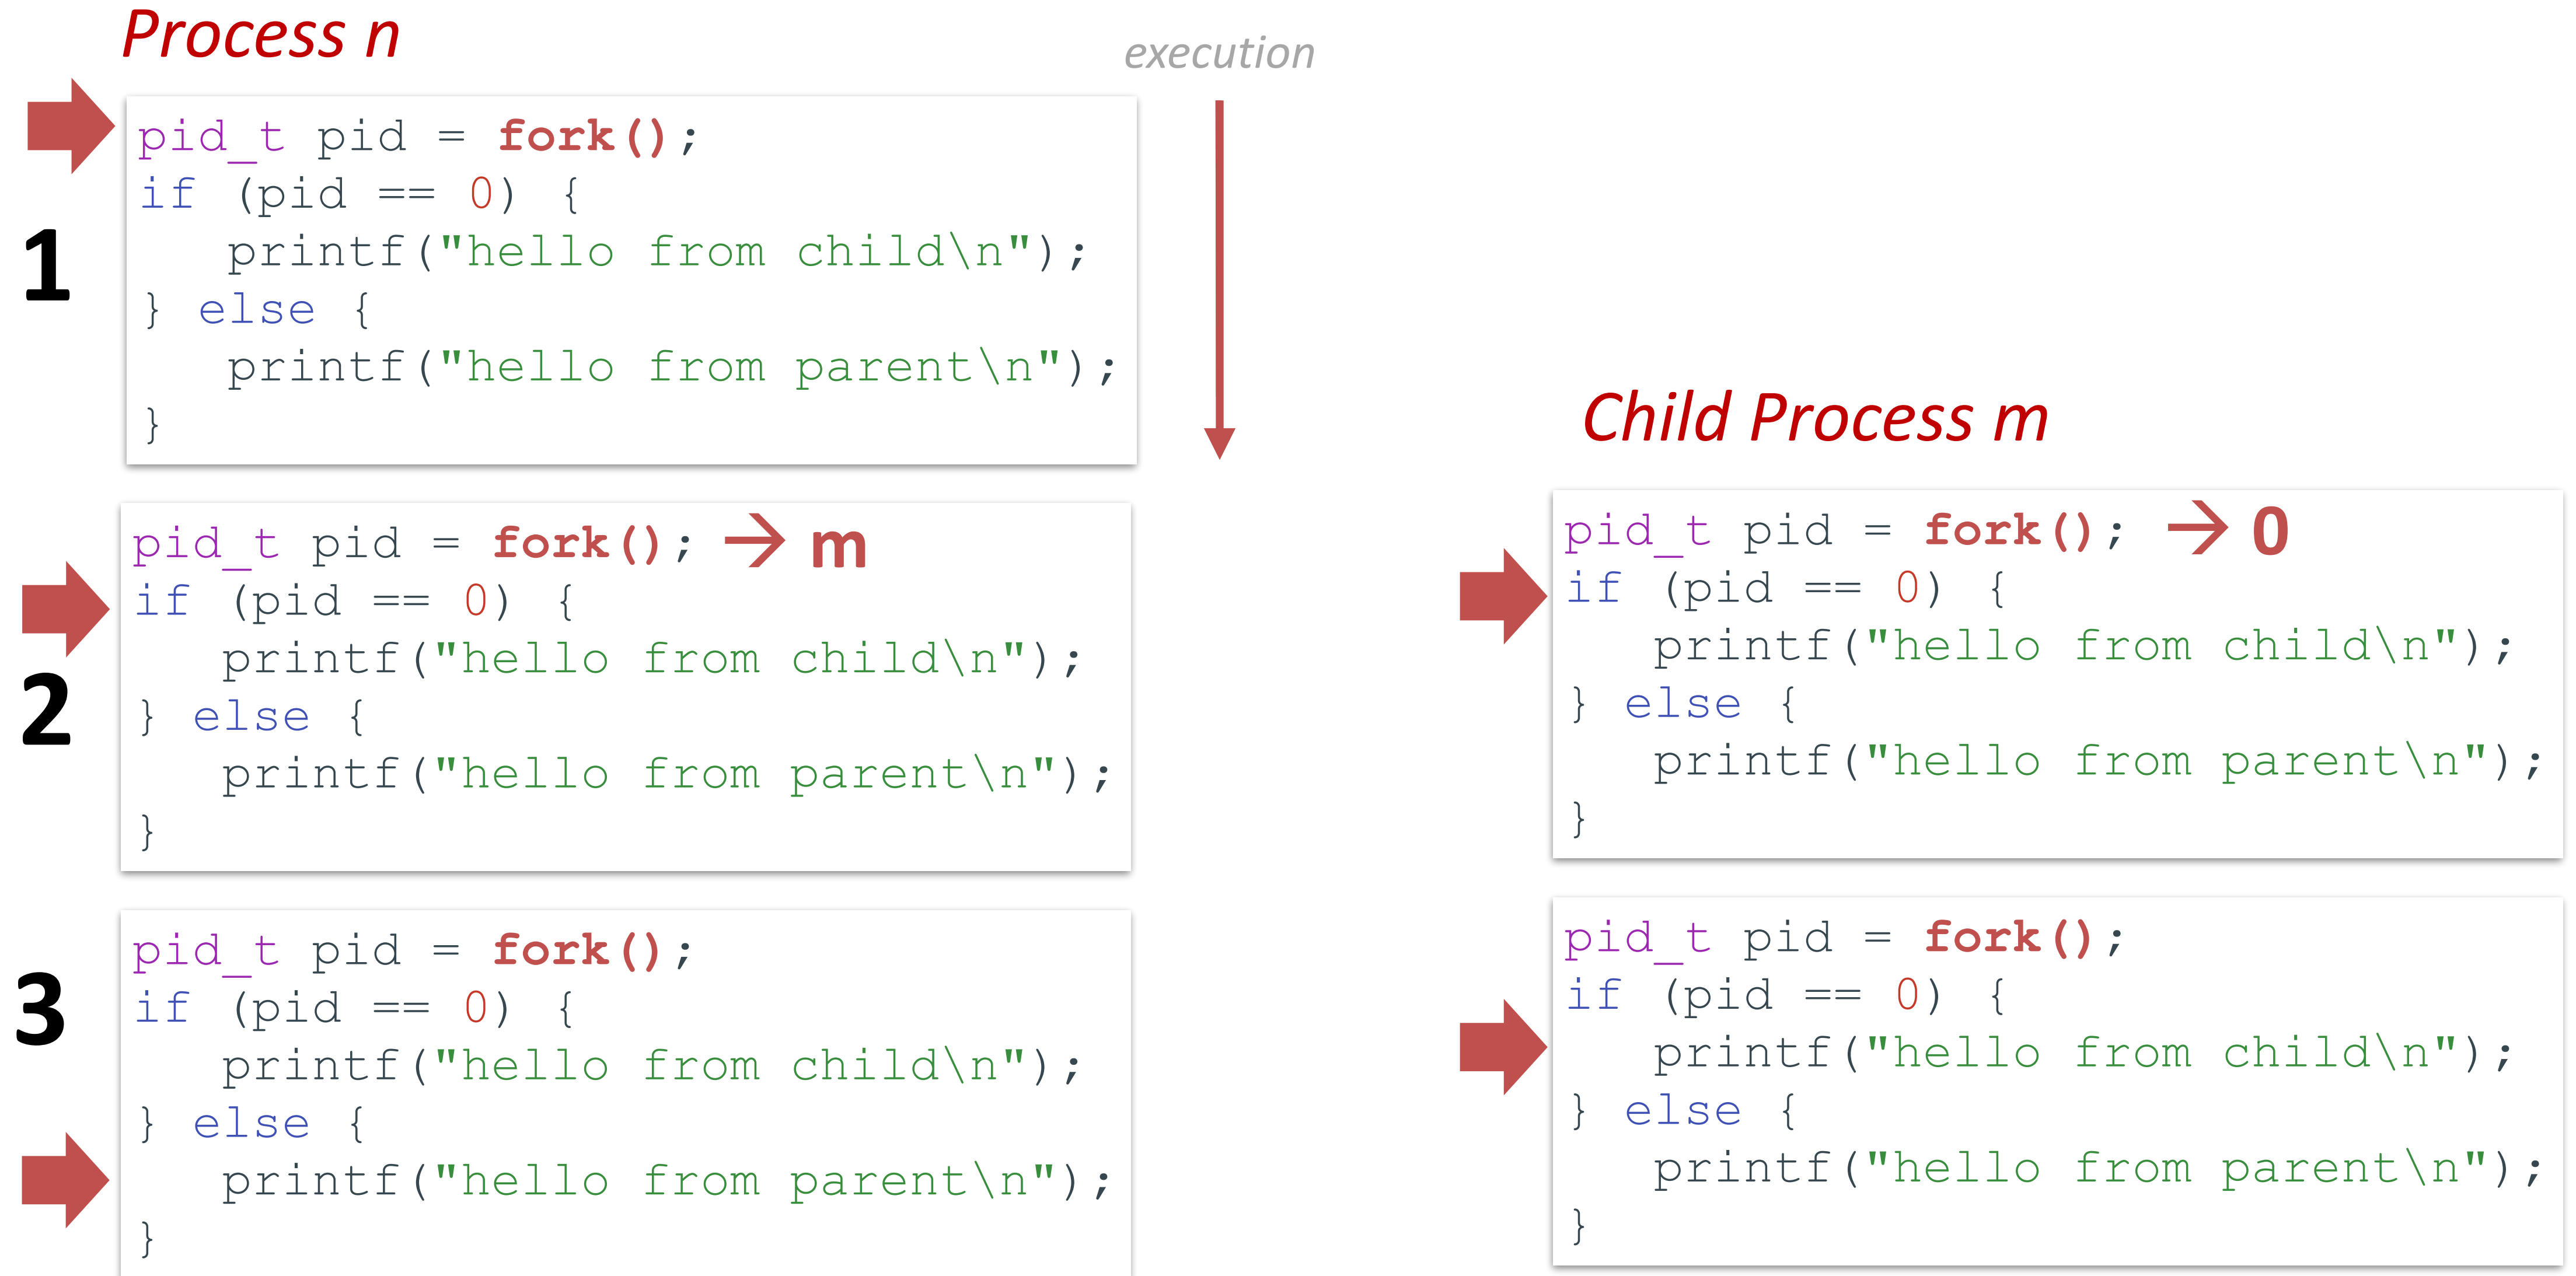 Process n
execution
1
pid_t pid = fork();
if (pid == 0) {
   printf("hello from child\n");
} else {
   printf("hello from parent\n");
}
Child Process m
2
pid_t pid = fork(); → m
if (pid == 0) {
   printf("hello from child\n");
} else {
   printf("hello from parent\n");
}
pid_t pid = fork(); → 0
if (pid == 0) {
   printf("hello from child\n");
} else {
   printf("hello from parent\n");
}
3
pid_t pid = fork();
if (pid == 0) {
   printf("hello from child\n");
} else {
   printf("hello from parent\n");
}
pid_t pid = fork();
if (pid == 0) {
   printf("hello from child\n");
} else {
   printf("hello from parent\n");
}